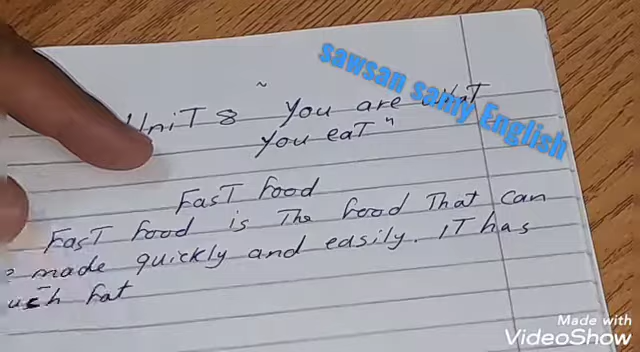 UniT 8 "You are what
You eaT"
FasT food
FasT food is The food That can
made quickly and easily. IT has
fat
sawsan samy English
Made with
VideoShow